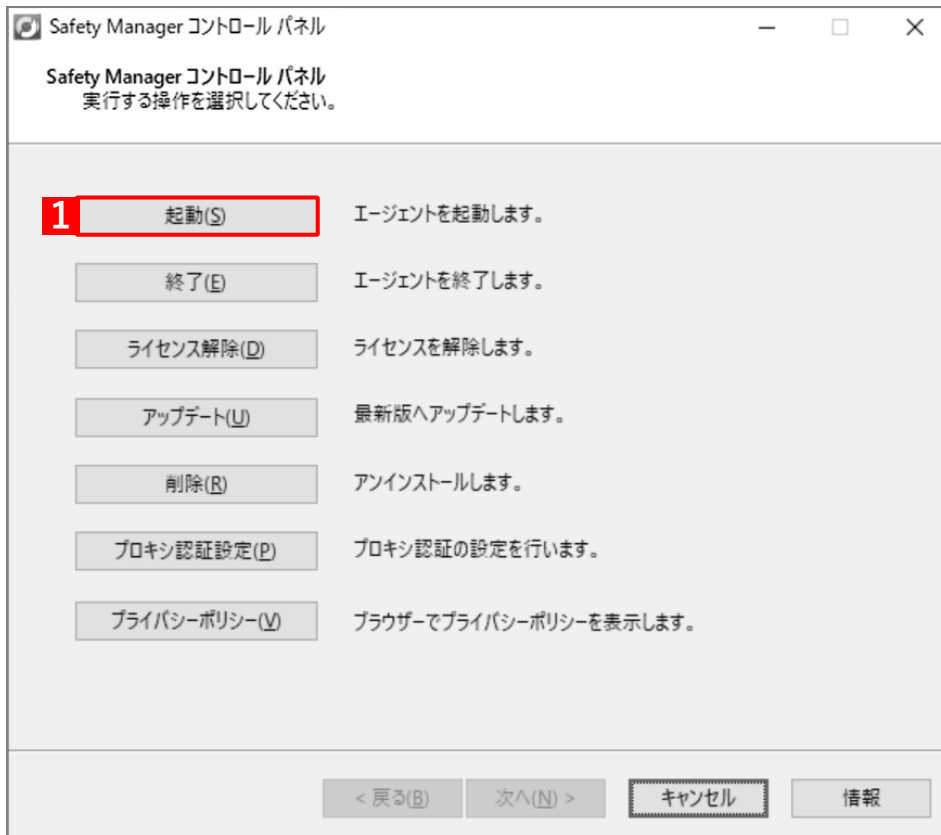 Safety Manager コントロール パネル
Safety Manager コントロール パネル
実行する操作を選択してください。
1 起動(S) エージェントを起動します。
終了(E) エージェントを終了します。
ライセンス解除(D) ライセンスを解除します。
アップデート(U) 最新版へアップデートします。
削除(R) アンインストールします。
プロキシ認証設定(P) プロキシ認証の設定を行います。
プライバシーポリシー(V) ブラウザーでプライバシーポリシーを表示します。
< 戻る(B) 次へ(N) > キャンセル 情報